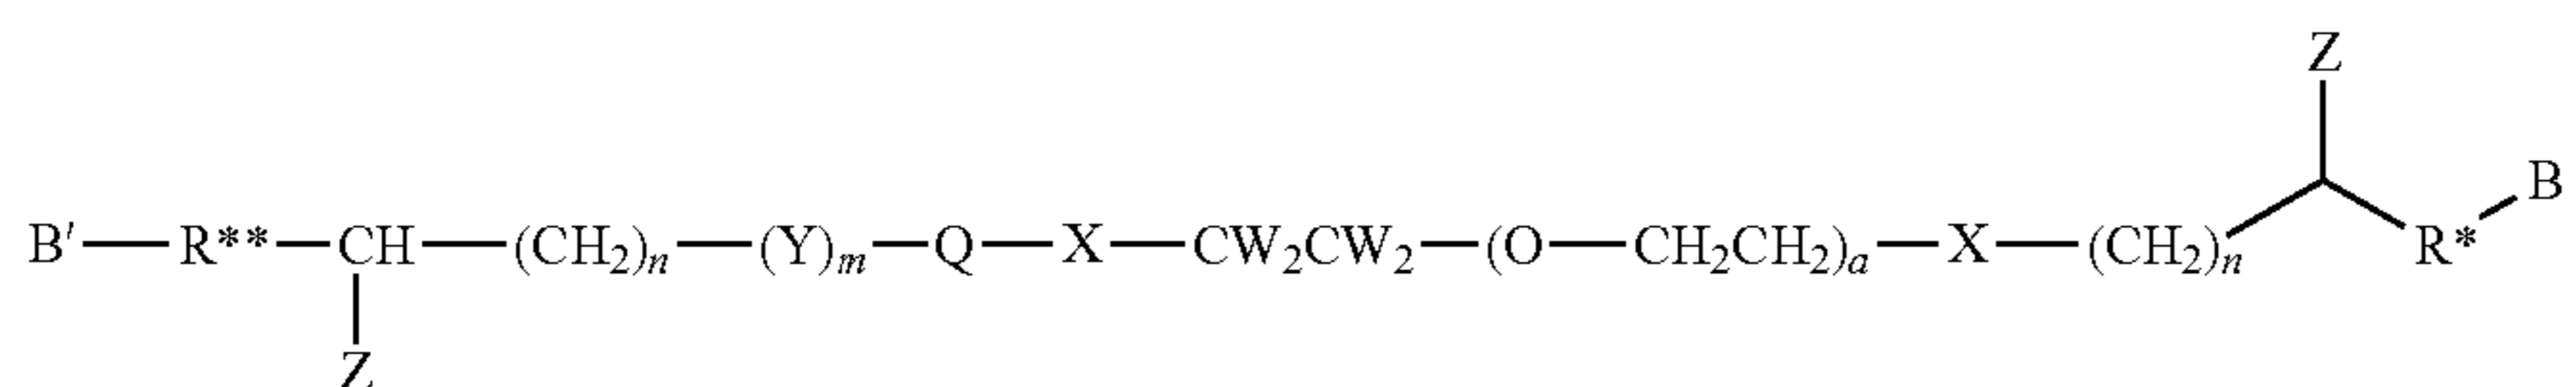 Z
B′—R**—CH—(CH₂)ₙ—(Y)ₘ—Q—X—CW₂CW₂—(O—CH₂CH₂)ₐ—X—(CH₂)ₙ R* B
Z